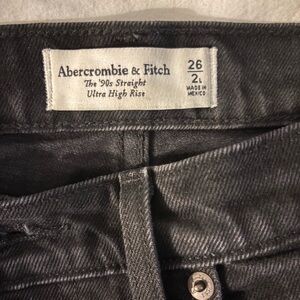 Abercrombie & Fitch
The '90s Straight
Ultra High Rise
26
2L
MADE IN
MEXICO